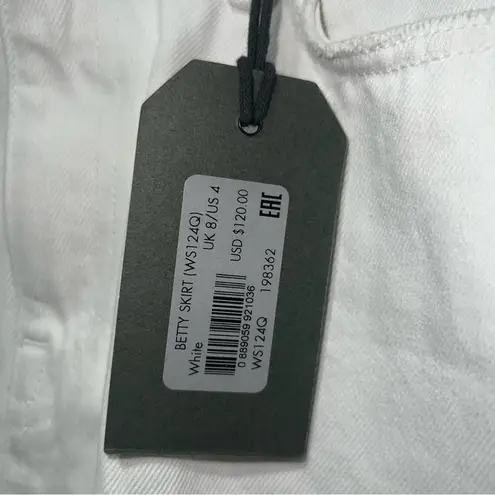 BETTY SKIRT (WS124Q)
White UK 8/US 4
USD $120.00
0 889059 921036
WS124Q 198362
EAC